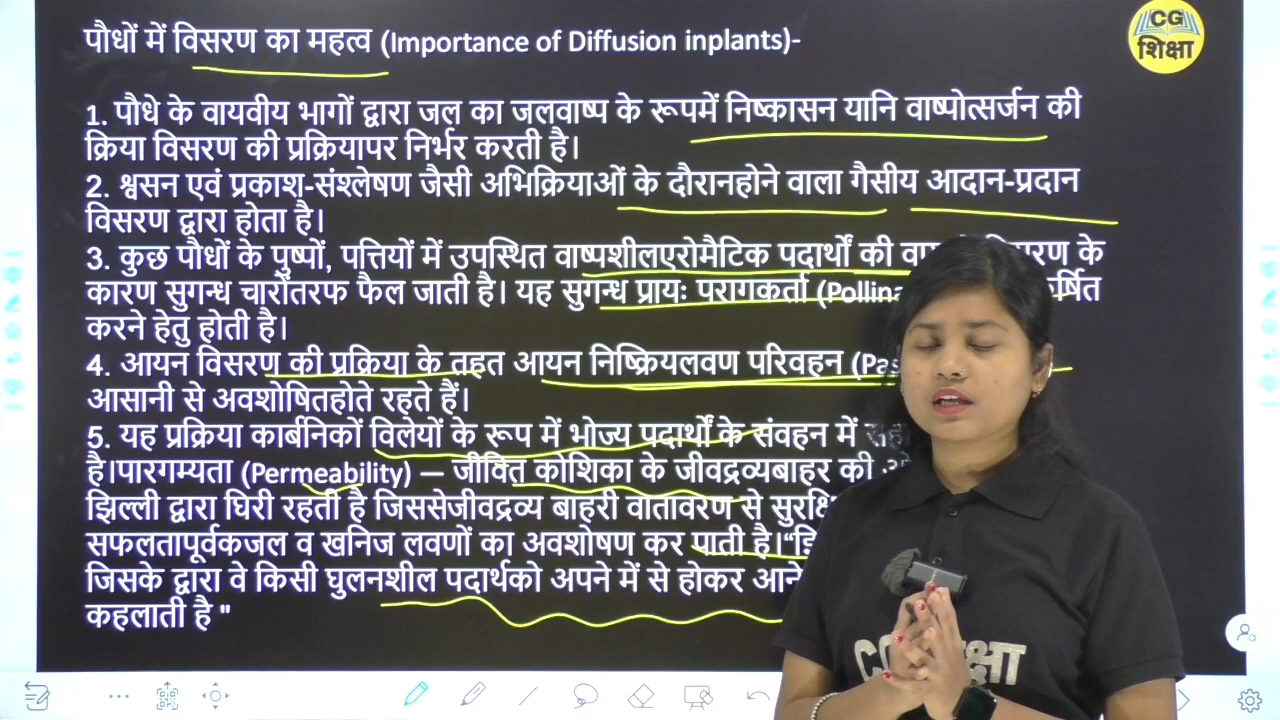 पौधों में विसरण का महत्व (Importance of Diffusion inplants)-
CG
शिक्षा
1. पौधे के वायवीय भागों द्वारा जल का जलवाष्प के रूपमें निष्कासन यानि वाष्पोत्सर्जन की
क्रिया विसरण की प्रक्रियापर निर्भर करती है।
2. श्वसन एवं प्रकाश-संश्लेषण जैसी अभिक्रियाओं के दौरानहोने वाला गैसीय आदान-प्रदान
विसरण द्वारा होता है।
3. कुछ पौधों के पुष्पों, पत्तियों में उपस्थित वाष्पशीलएरोमैटिक पदार्थों की के
कारण सुगन्ध चारोंतरफ फैल जाती है। यह सुगन्ध प्रायः परागकर्ता
करने हेतु होती है।
4. आयन विसरण की प्रक्रिया के तहत आयन निष्क्रियलवण परिवहन
आसानी से अवशोषितहोते रहते हैं।
5. यह प्रक्रिया कार्बनिकों विलेयों के रूप में भोज्य पदार्थों के संवहन में
है।पारगम्यता (Permeability) — जीवित कोशिका के जीवद्रव्यबाहर की
झिल्ली द्वारा घिरी रहती है जिससेजीवद्रव्य बाहरी वातावरण से
सफलतापूर्वकजल व खनिज लवणों का अवशोषण कर पाती है।
जिसके द्वारा वे किसी घुलनशील पदार्थको अपने में से होकर
कहलाती है "